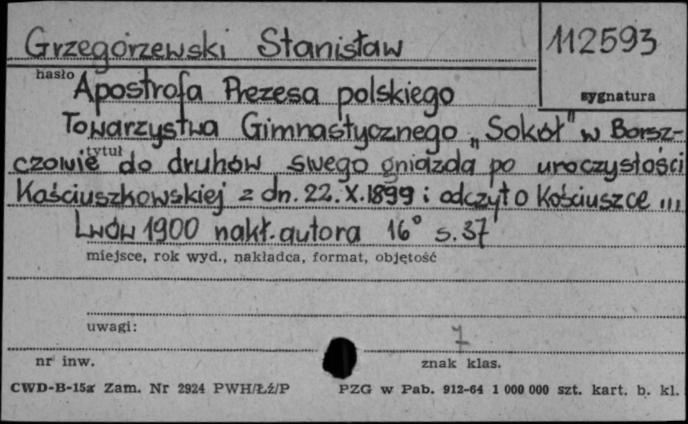 Grzegorzewski Stanisław
112593
hasło
sygnatura
Apostrofa Prezesa polskiego
Towarzystwa Gimnastycznego „Sokół" w Borsz-
tytuł
czowie do druhów swego gniazda po uroczystości
Kościuszkowskiej z dn. 22.X.1899 i odczyt o Kościuszce ...
Lwów 1900 nakł. autora 16° s. 37
miejsce, rok wyd., nakładca, format, objętość
uwagi:
7
nr inw.
znak klas.
CWD-B-15a Zam. Nr 2924 PWH/Łź/P PZG w Pab. 912-64 1 000 000 szt. kart. b. kl.